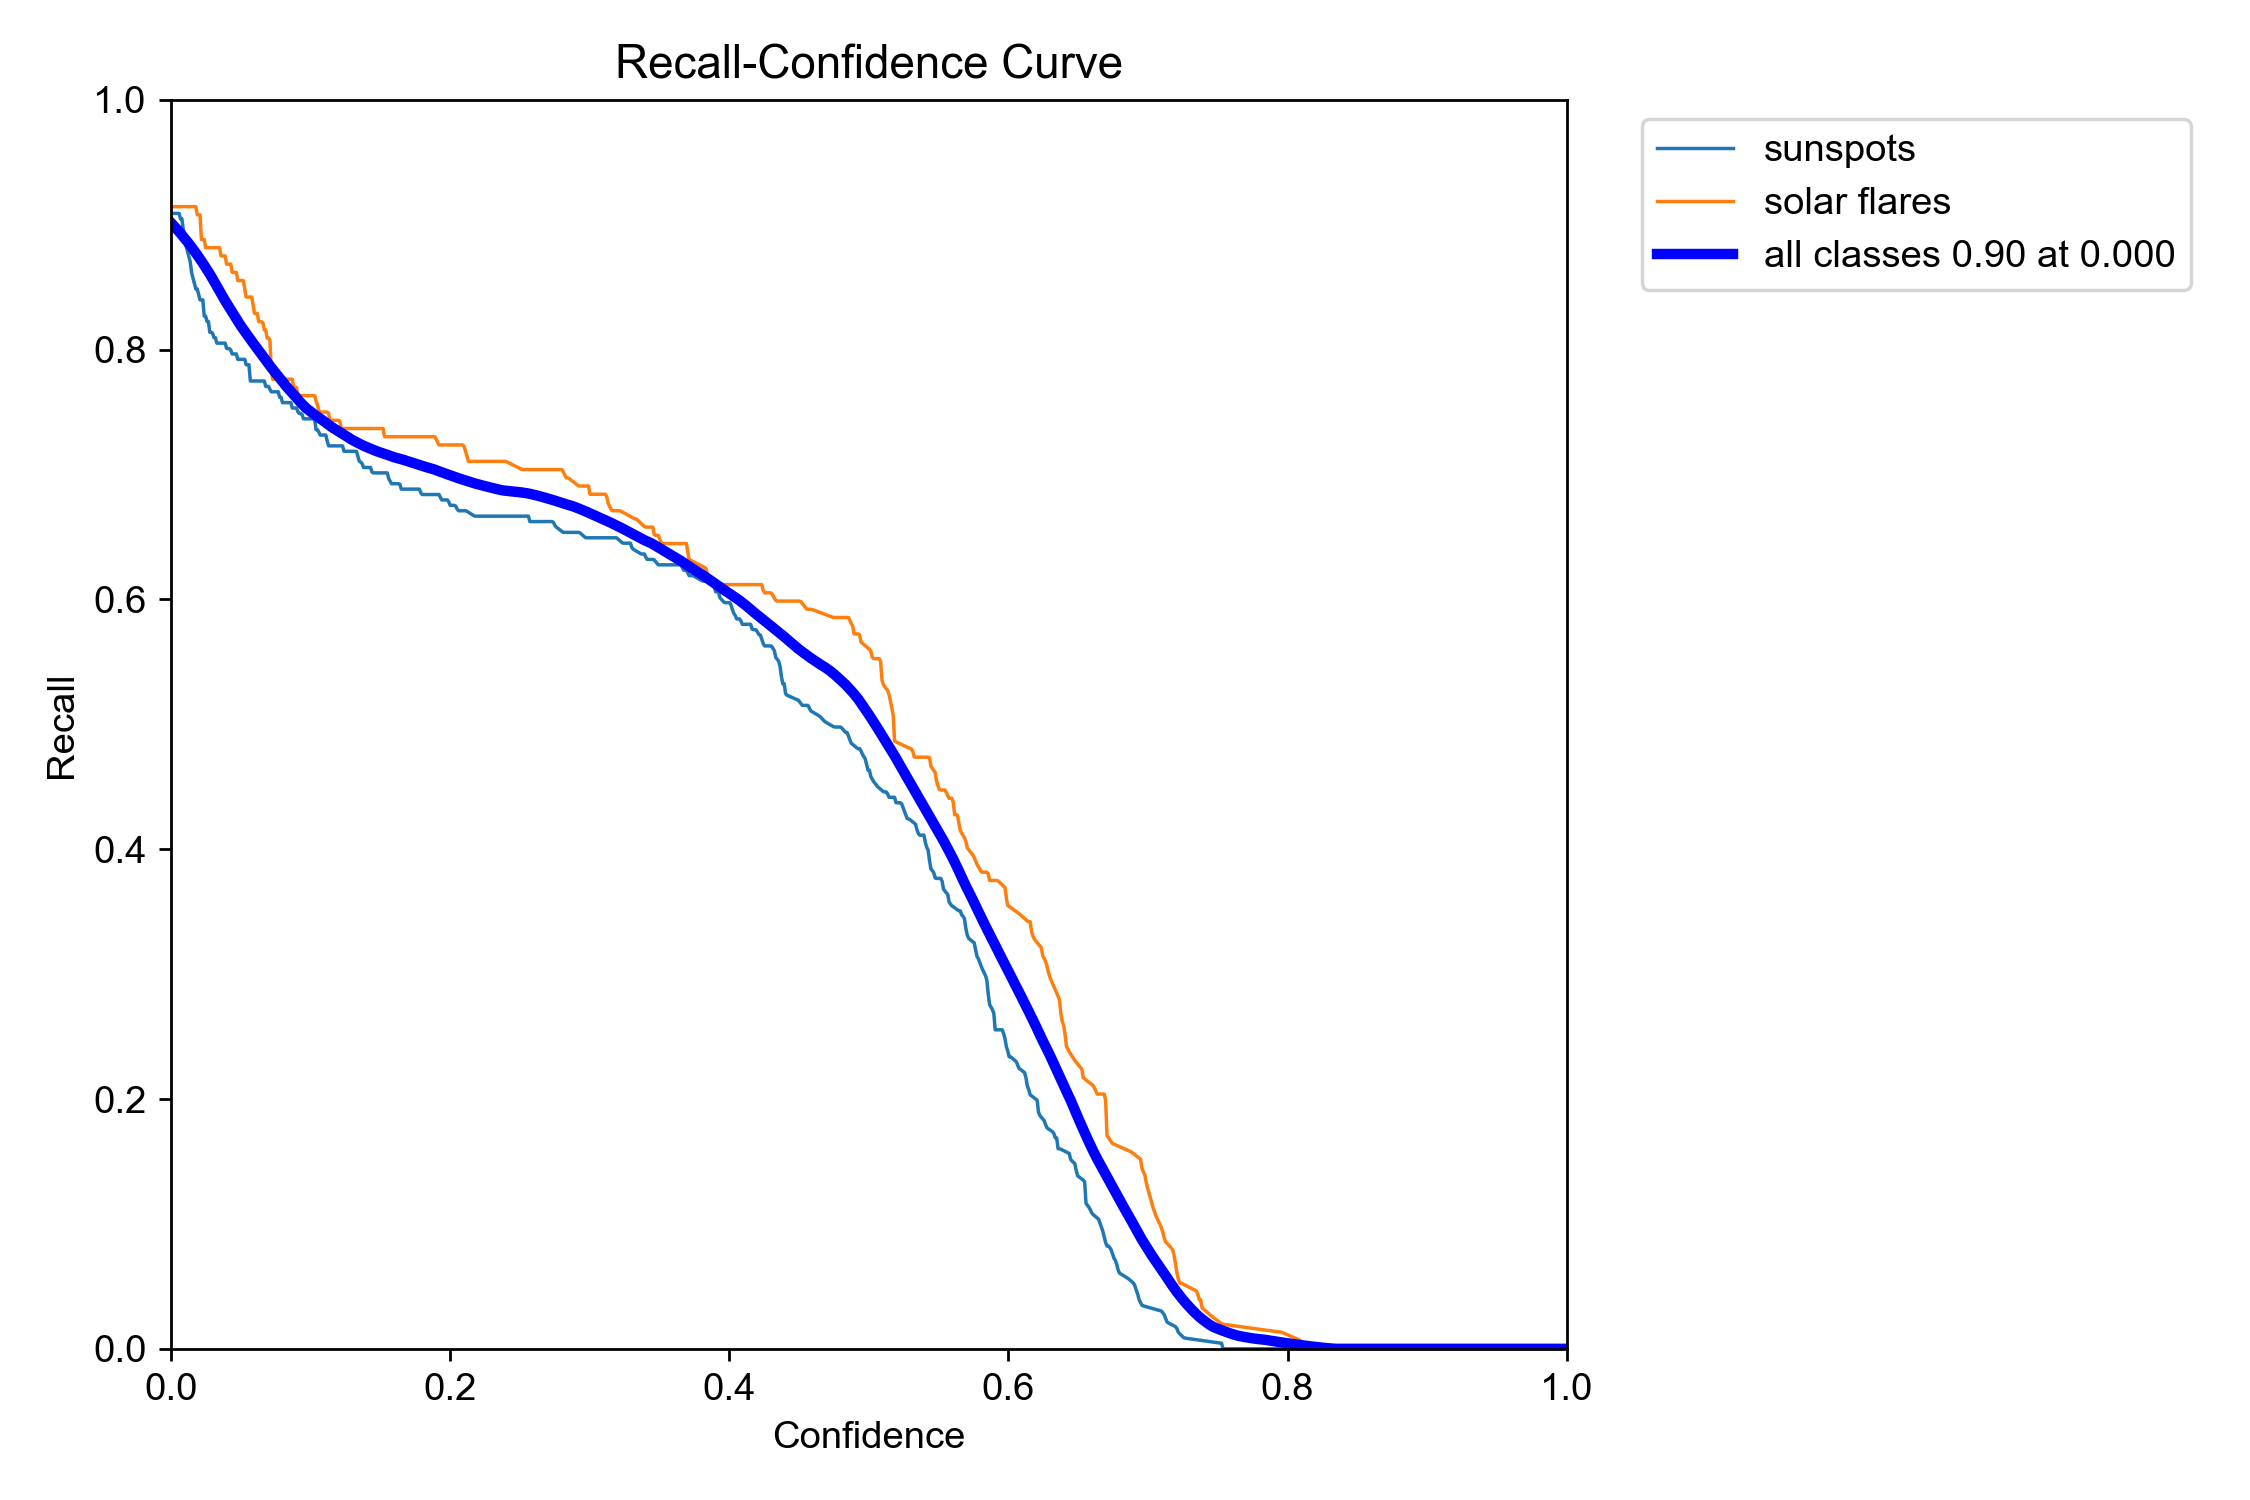 Recall-Confidence Curve
1.0
0.8
0.6
0.4
0.2
0.0
Recall
0.0 0.2 0.4 0.6 0.8 1.0
Confidence
sunspots
solar flares
all classes 0.90 at 0.000